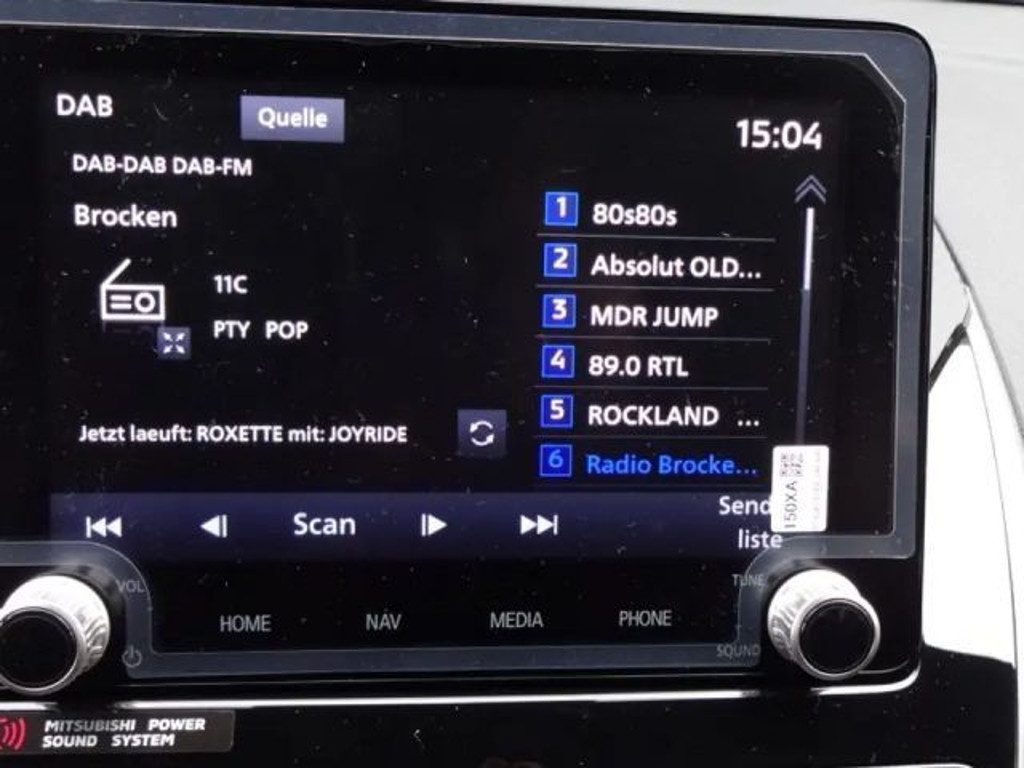 DAB
Quelle
15:04
DAB-DAB DAB-FM
Brocken
11C
PTY POP
Jetzt laeuft: ROXETTE mit: JOYRIDE
1 80s80s
2 Absolut OLD...
3 MDR JUMP
4 89.0 RTL
5 ROCKLAND ...
6 Radio Brocke...
Scan
Send
liste
150XA
VOL
TUNE
HOME
NAV
MEDIA
PHONE
SOUND
MITSUBISHI POWER
SOUND SYSTEM